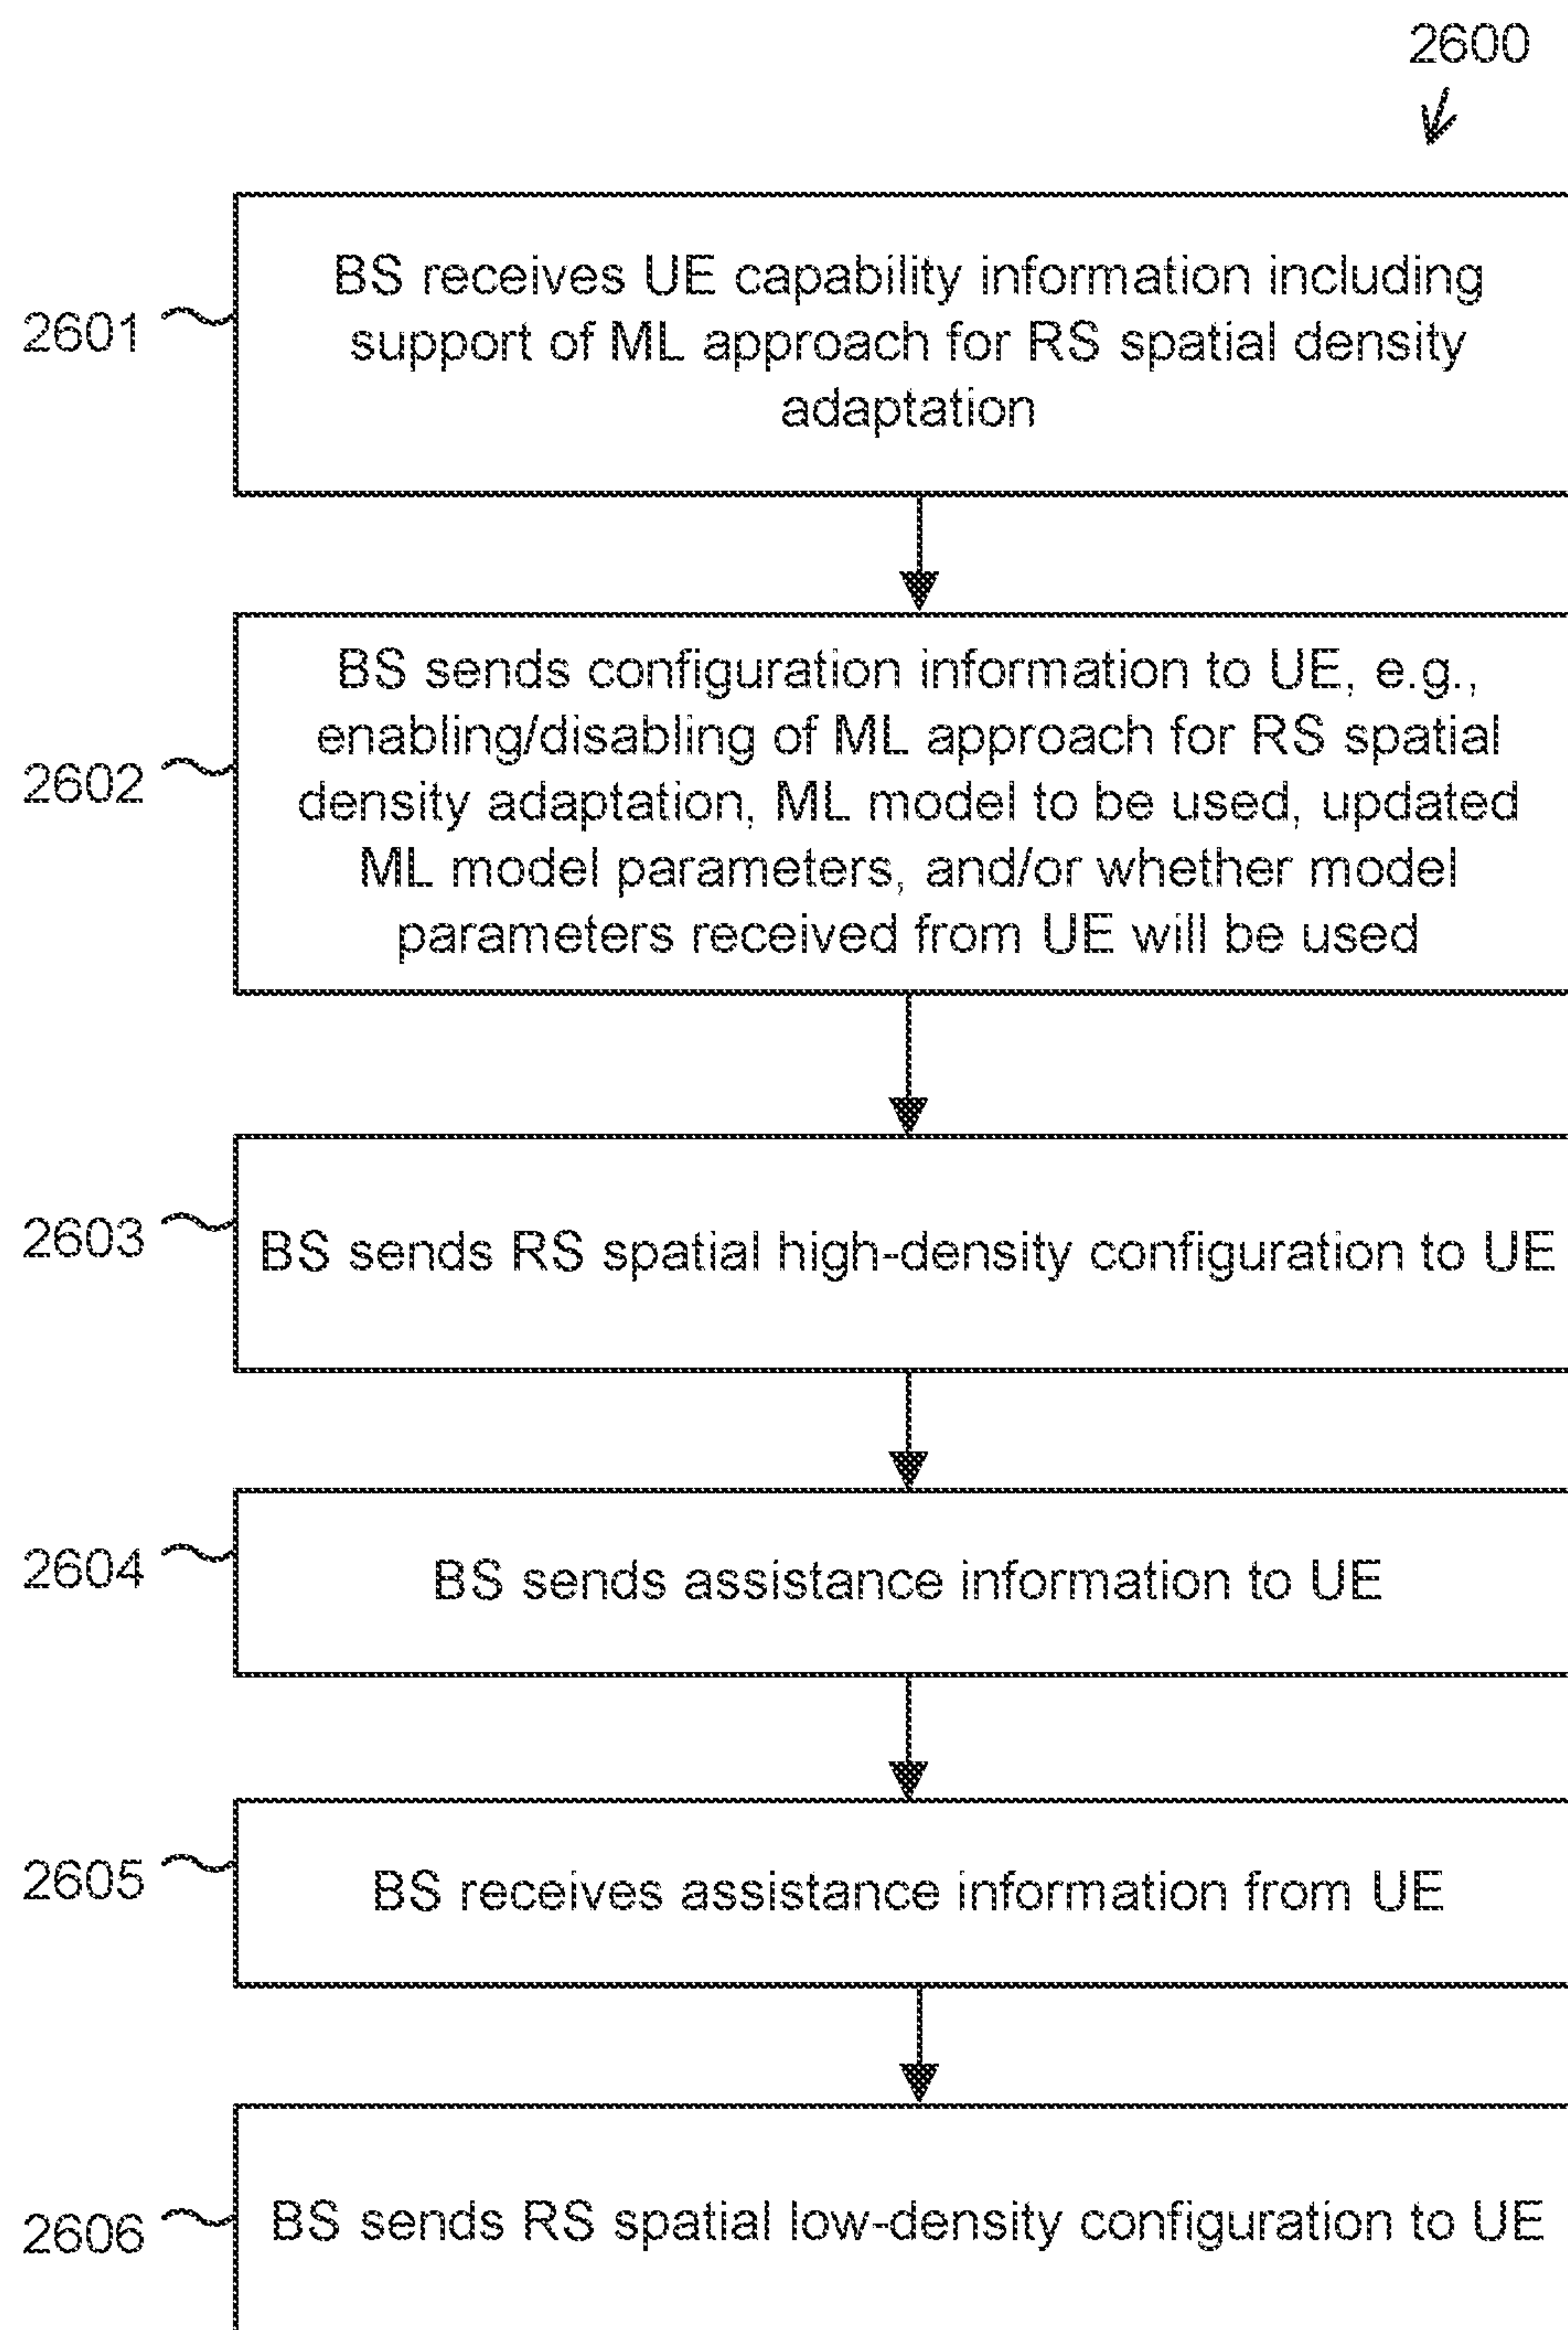 2600
2601
BS receives UE capability information including
support of ML approach for RS spatial density
adaptation
2602
BS sends configuration information to UE, e.g.,
enabling/disabling of ML approach for RS spatial
density adaptation, ML model to be used, updated
ML model parameters, and/or whether model
parameters received from UE will be used
2603
BS sends RS spatial high-density configuration to UE
2604
BS sends assistance information to UE
2605
BS receives assistance information from UE
2606
BS sends RS spatial low-density configuration to UE